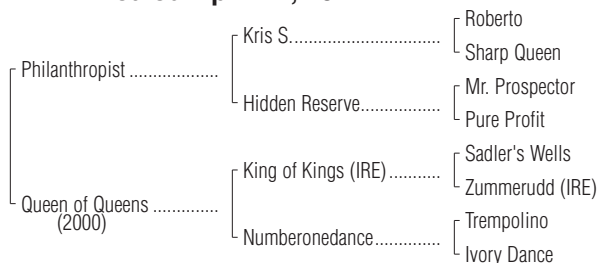 Kris S.
Roberto
Sharp Queen
Philanthropist
Hidden Reserve
Mr. Prospector
Pure Profit
King of Kings (IRE)
Sadler's Wells
Zummerudd (IRE)
Queen of Queens
(2000)
Numberonedance
Trempolino
Ivory Dance